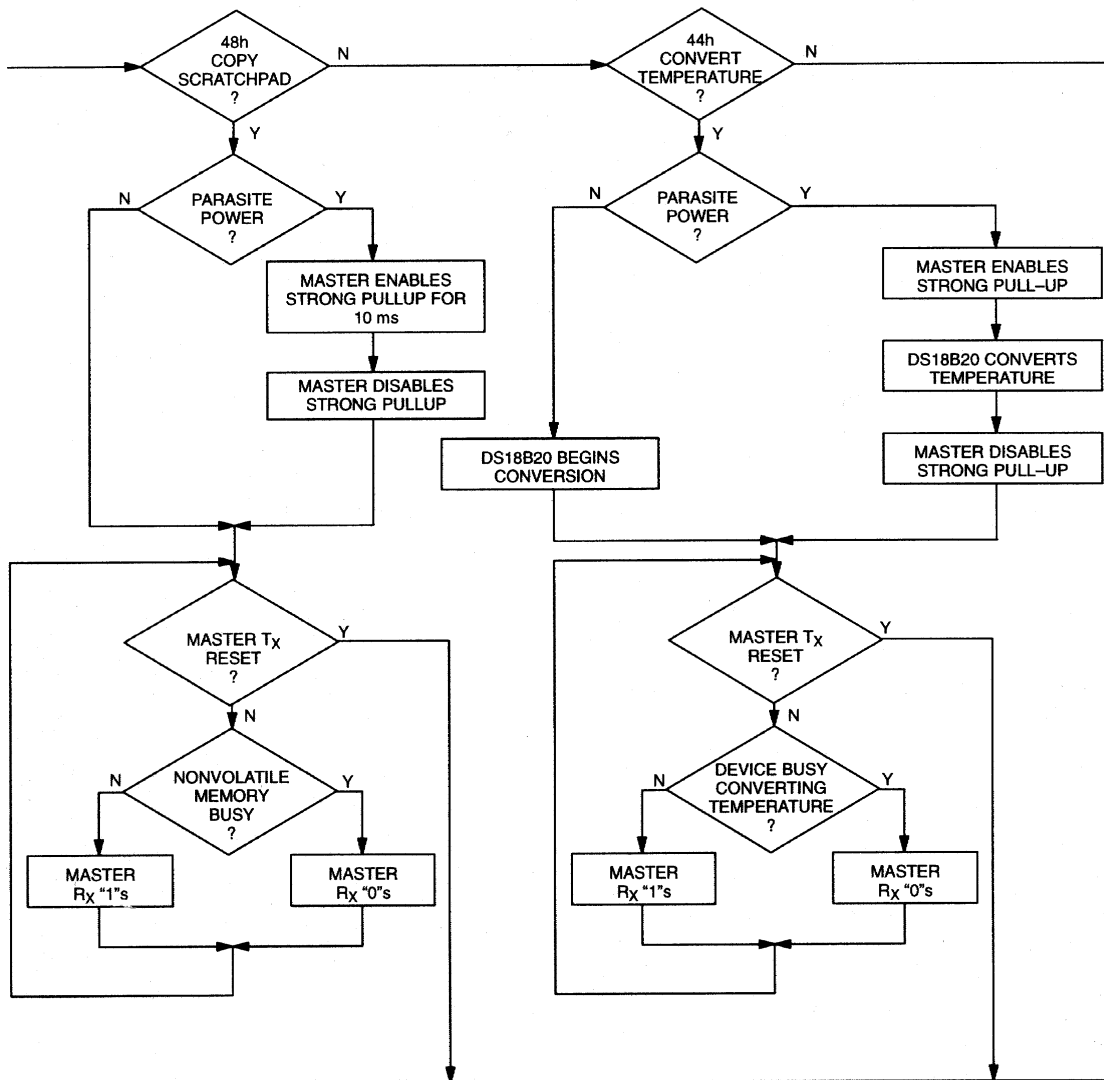 48h
COPY
SCRATCHPAD
?
N
Y
44h
CONVERT
TEMPERATURE
?
N
Y
N
PARASITE
POWER
?
Y
N
PARASITE
POWER
?
Y
MASTER ENABLES
STRONG PULLUP FOR
10 ms
MASTER DISABLES
STRONG PULLUP
MASTER ENABLES
STRONG PULL–UP
DS18B20 CONVERTS
TEMPERATURE
MASTER DISABLES
STRONG PULL–UP
DS18B20 BEGINS
CONVERSION
MASTER TX
RESET
?
Y
N
MASTER TX
RESET
?
Y
N
N
NONVOLATILE
MEMORY
BUSY
?
Y
N
DEVICE BUSY
CONVERTING
TEMPERATURE
?
Y
MASTER
RX “1”s
MASTER
RX “0”s
MASTER
RX “1”s
MASTER
RX “0”s